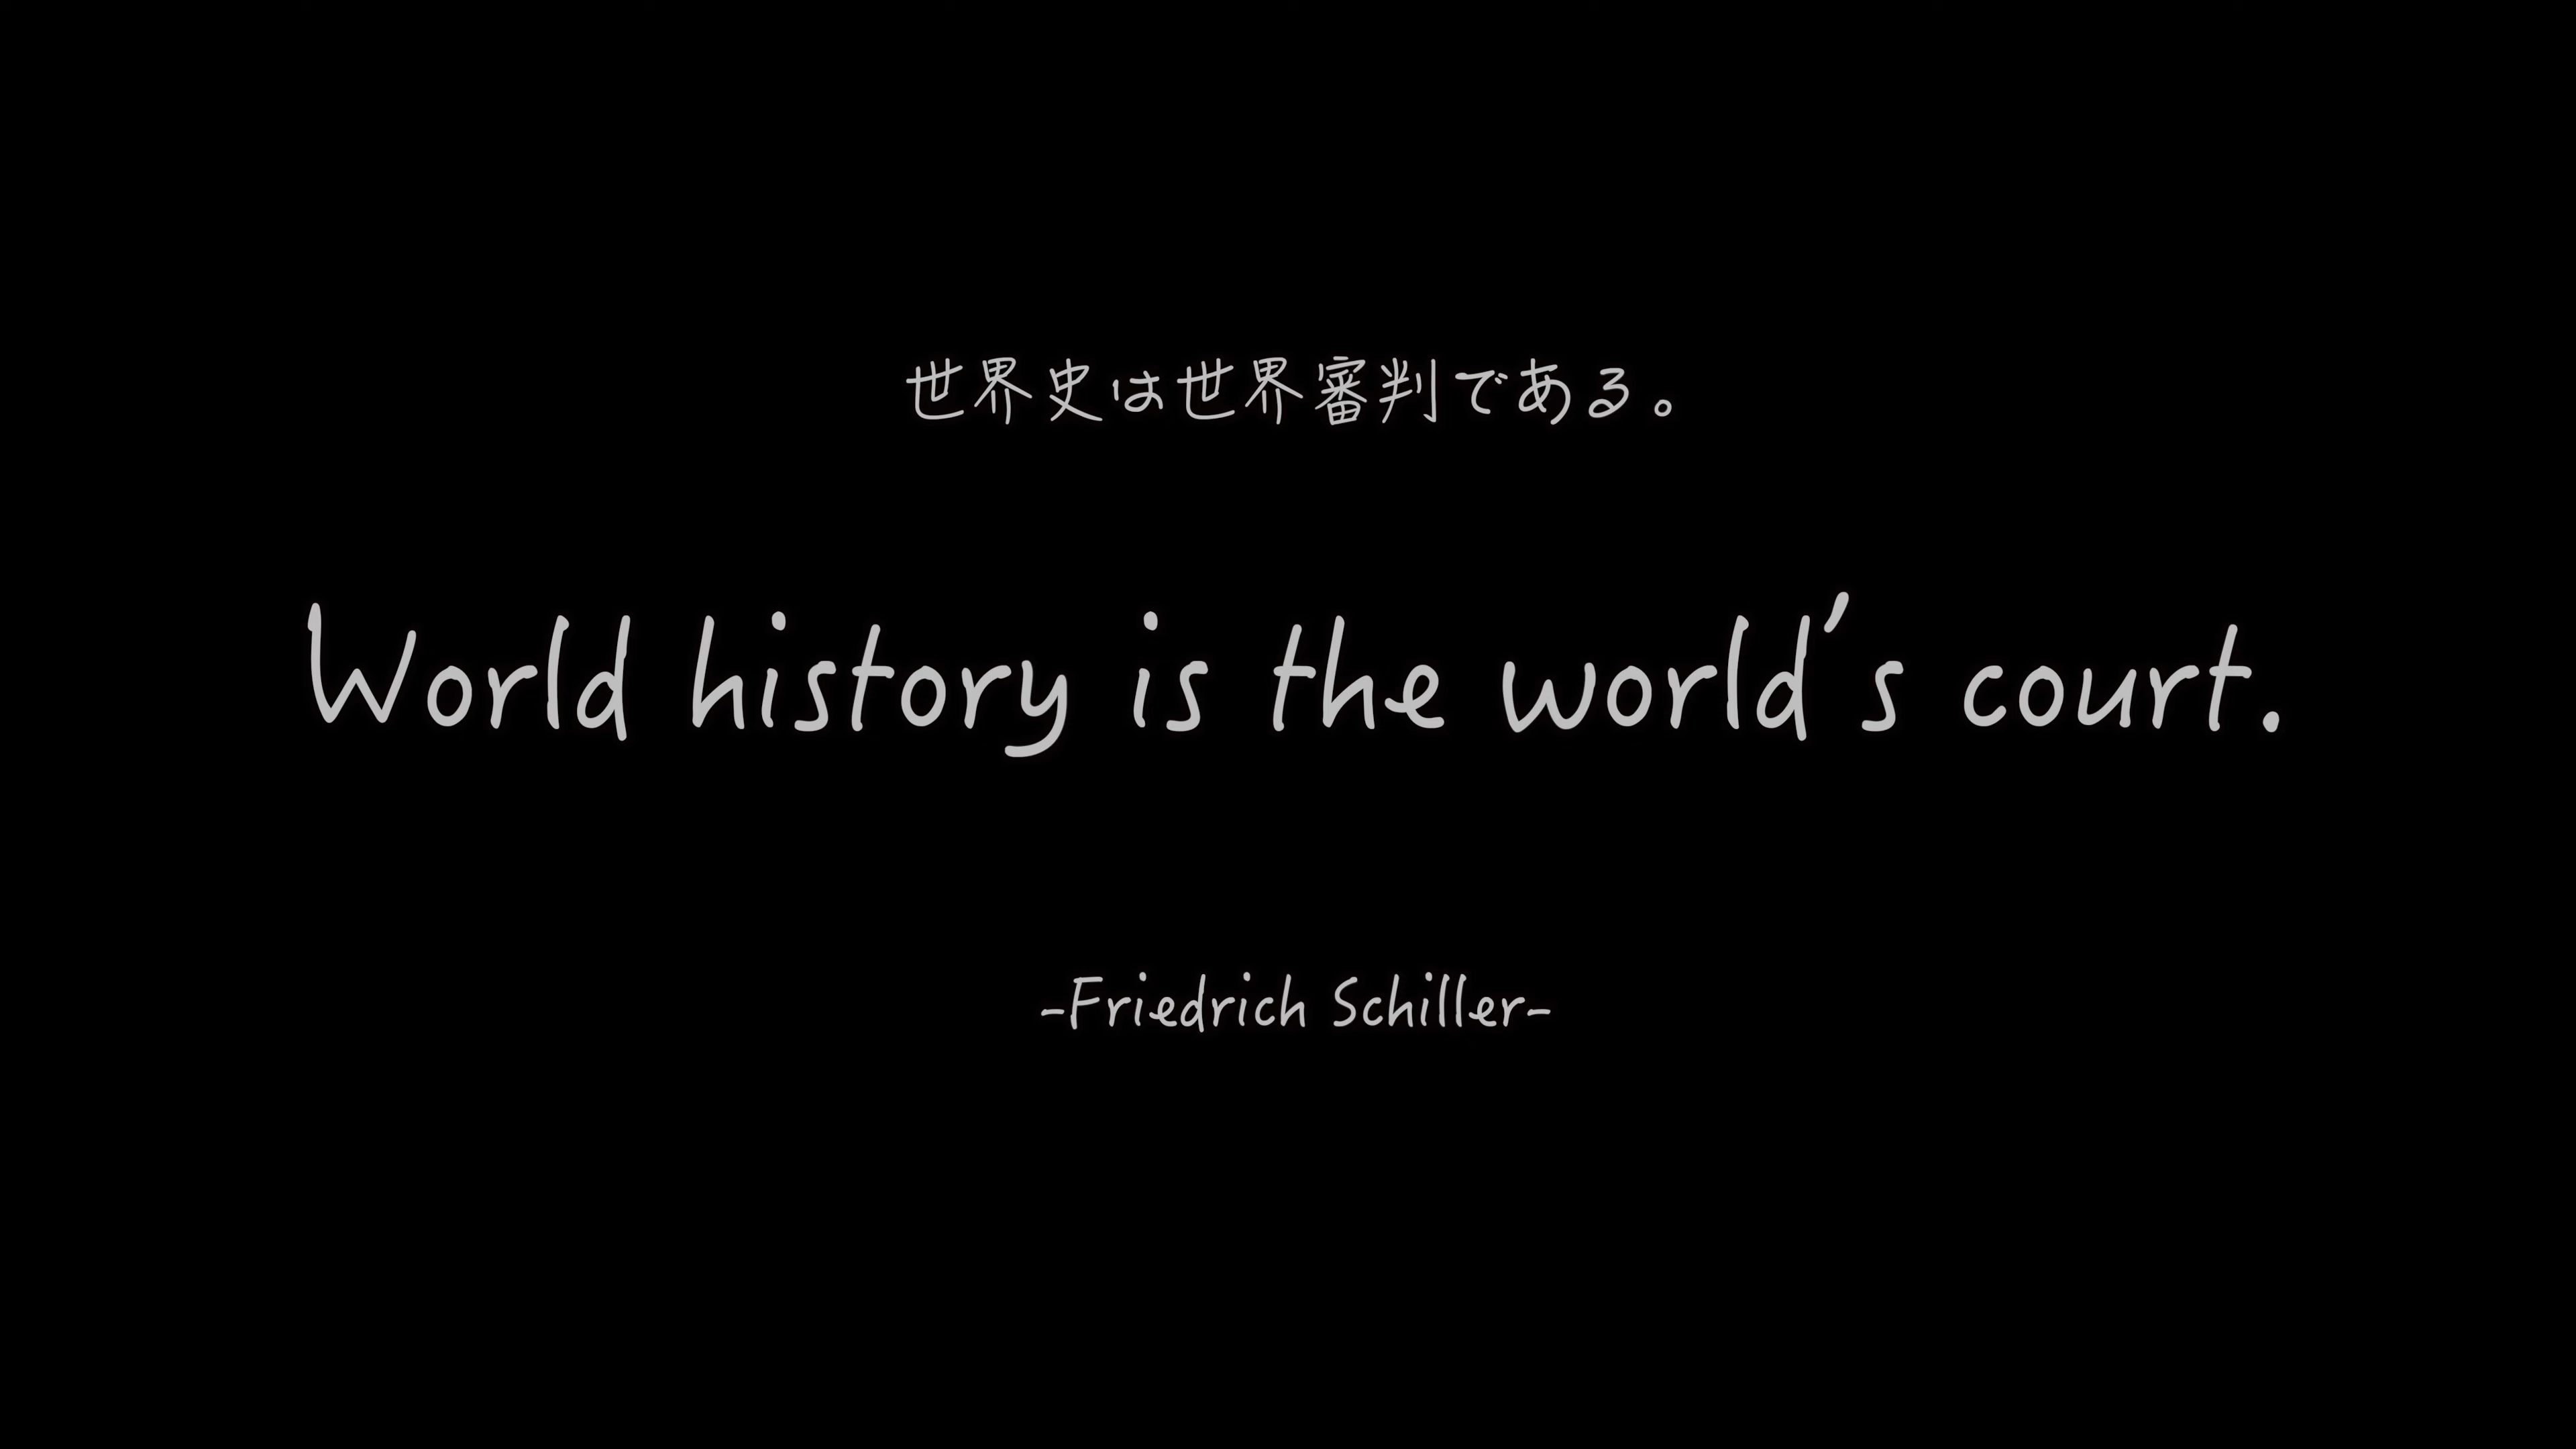 世界史は世界審判である。
World history is the world's court.
-Friedrich Schiller-